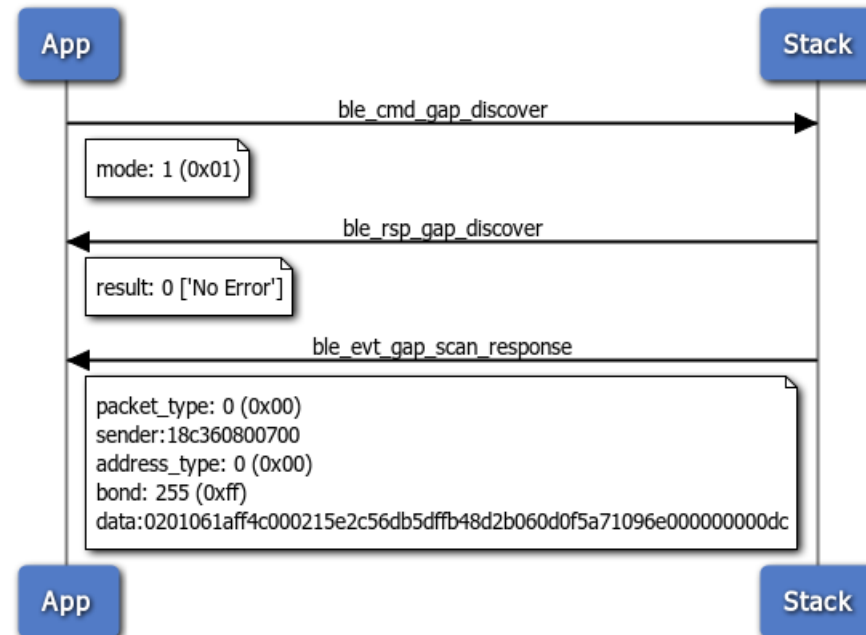 App
Stack
ble_cmd_gap_discover
mode: 1 (0x01)
ble_rsp_gap_discover
result: 0 ['No Error']
ble_evt_gap_scan_response
packet_type: 0 (0x00)
sender:18c360800700
address_type: 0 (0x00)
bond: 255 (0xff)
data:0201061aff4c000215e2c56db5dffb48d2b060d0f5a71096e000000000dc
App
Stack